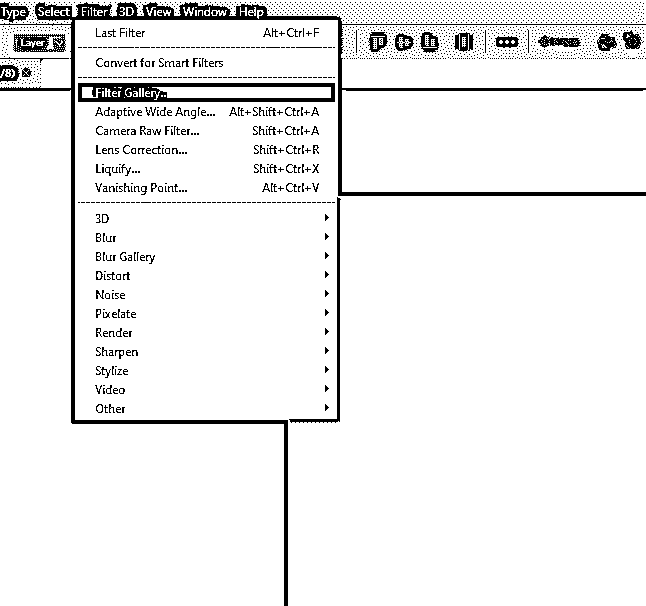 Type Select Filter 3D View Window Help
Layer
/8)
Last Filter Alt+Ctrl+F
Convert for Smart Filters
Filter Gallery...
Adaptive Wide Angle... Alt+Shift+Ctrl+A
Camera Raw Filter... Shift+Ctrl+A
Lens Correction... Shift+Ctrl+R
Liquify... Shift+Ctrl+X
Vanishing Point... Alt+Ctrl+V
3D
Blur
Blur Gallery
Distort
Noise
Pixelate
Render
Sharpen
Stylize
Video
Other